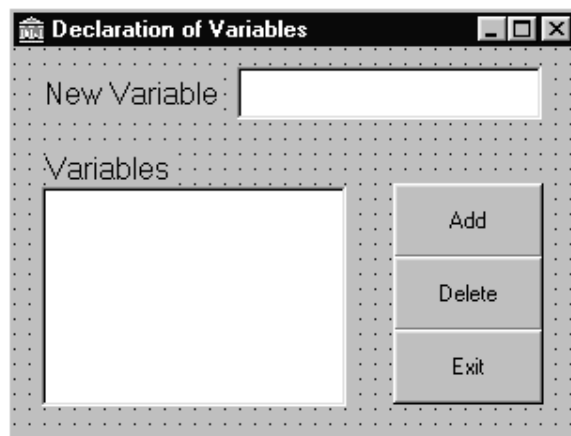 Declaration of Variables
New Variable
Variables
Add
Delete
Exit